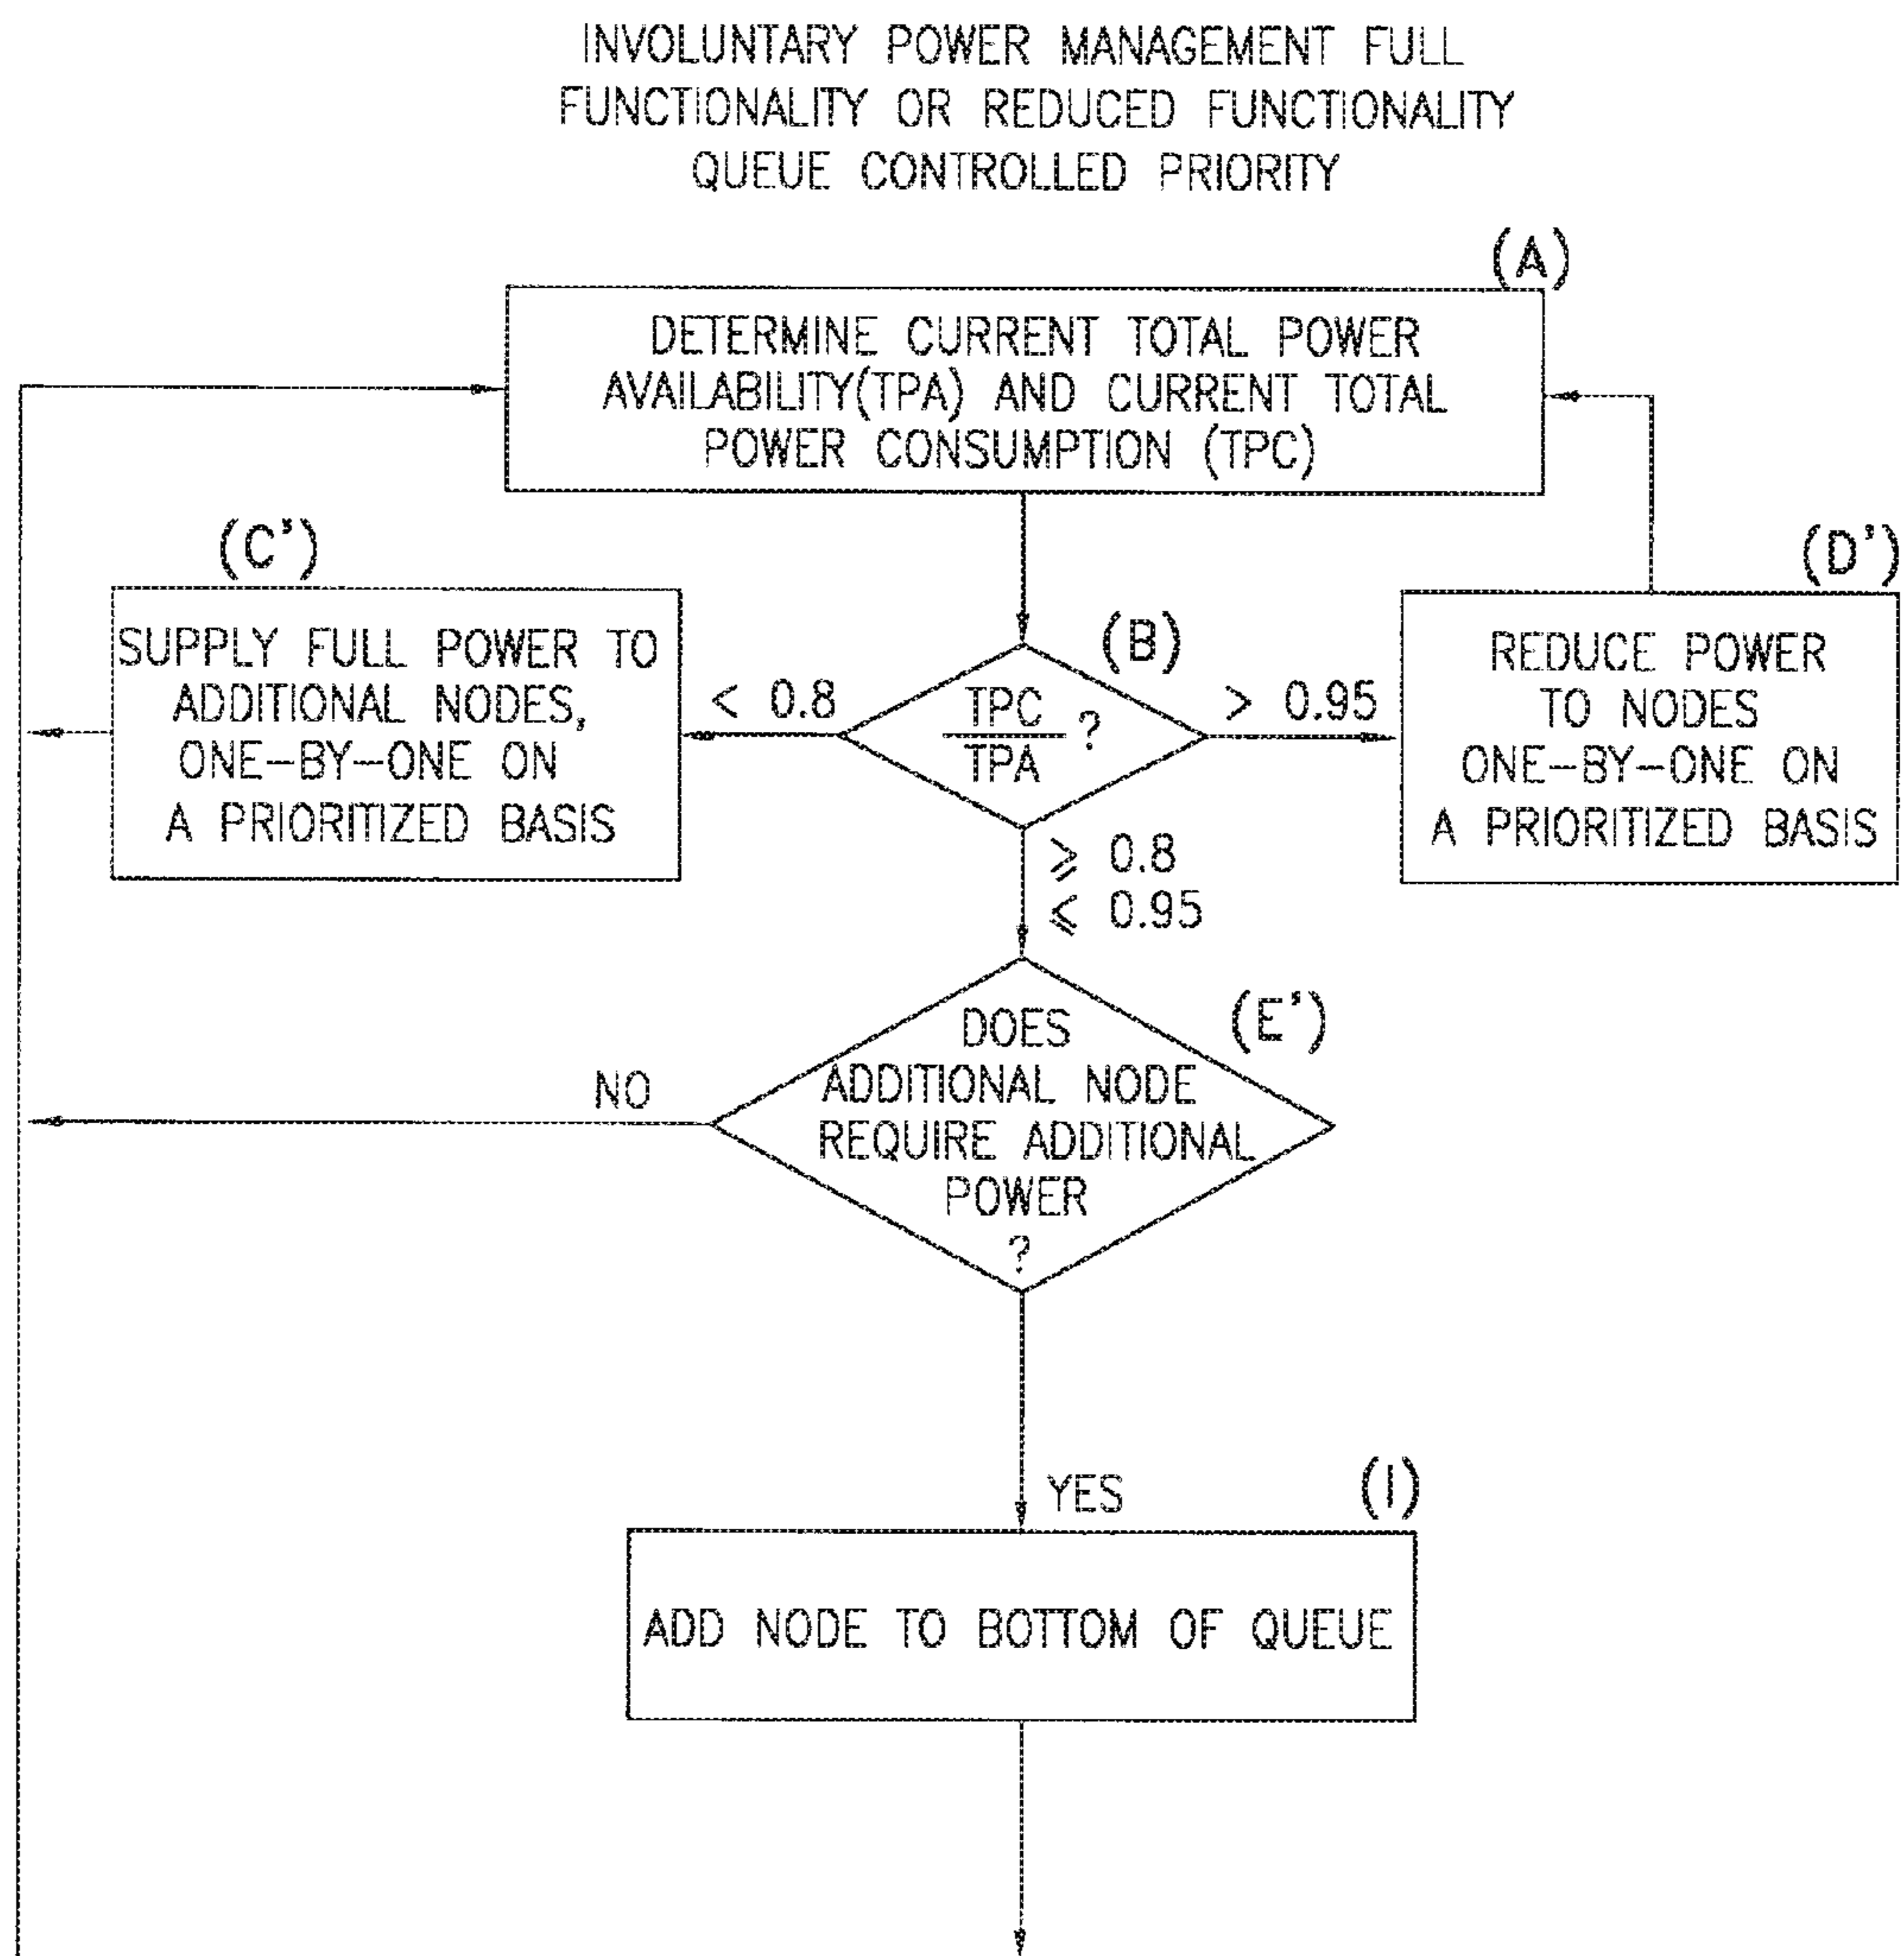 INVOLUNTARY POWER MANAGEMENT FULL
FUNCTIONALITY OR REDUCED FUNCTIONALITY
QUEUE CONTROLLED PRIORITY
(A)
DETERMINE CURRENT TOTAL POWER
AVAILABILITY(TPA) AND CURRENT TOTAL
POWER CONSUMPTION (TPC)
(C')
SUPPLY FULL POWER TO
ADDITIONAL NODES,
ONE-BY-ONE ON
A PRIORITIZED BASIS
< 0.8
(B)
TPC
TPA
?
> 0.95
(D')
REDUCE POWER
TO NODES
ONE-BY-ONE ON
A PRIORITIZED BASIS
⩾ 0.8
⩽ 0.95
(E')
DOES
ADDITIONAL NODE
REQUIRE ADDITIONAL
POWER
?
NO
YES
(I)
ADD NODE TO BOTTOM OF QUEUE